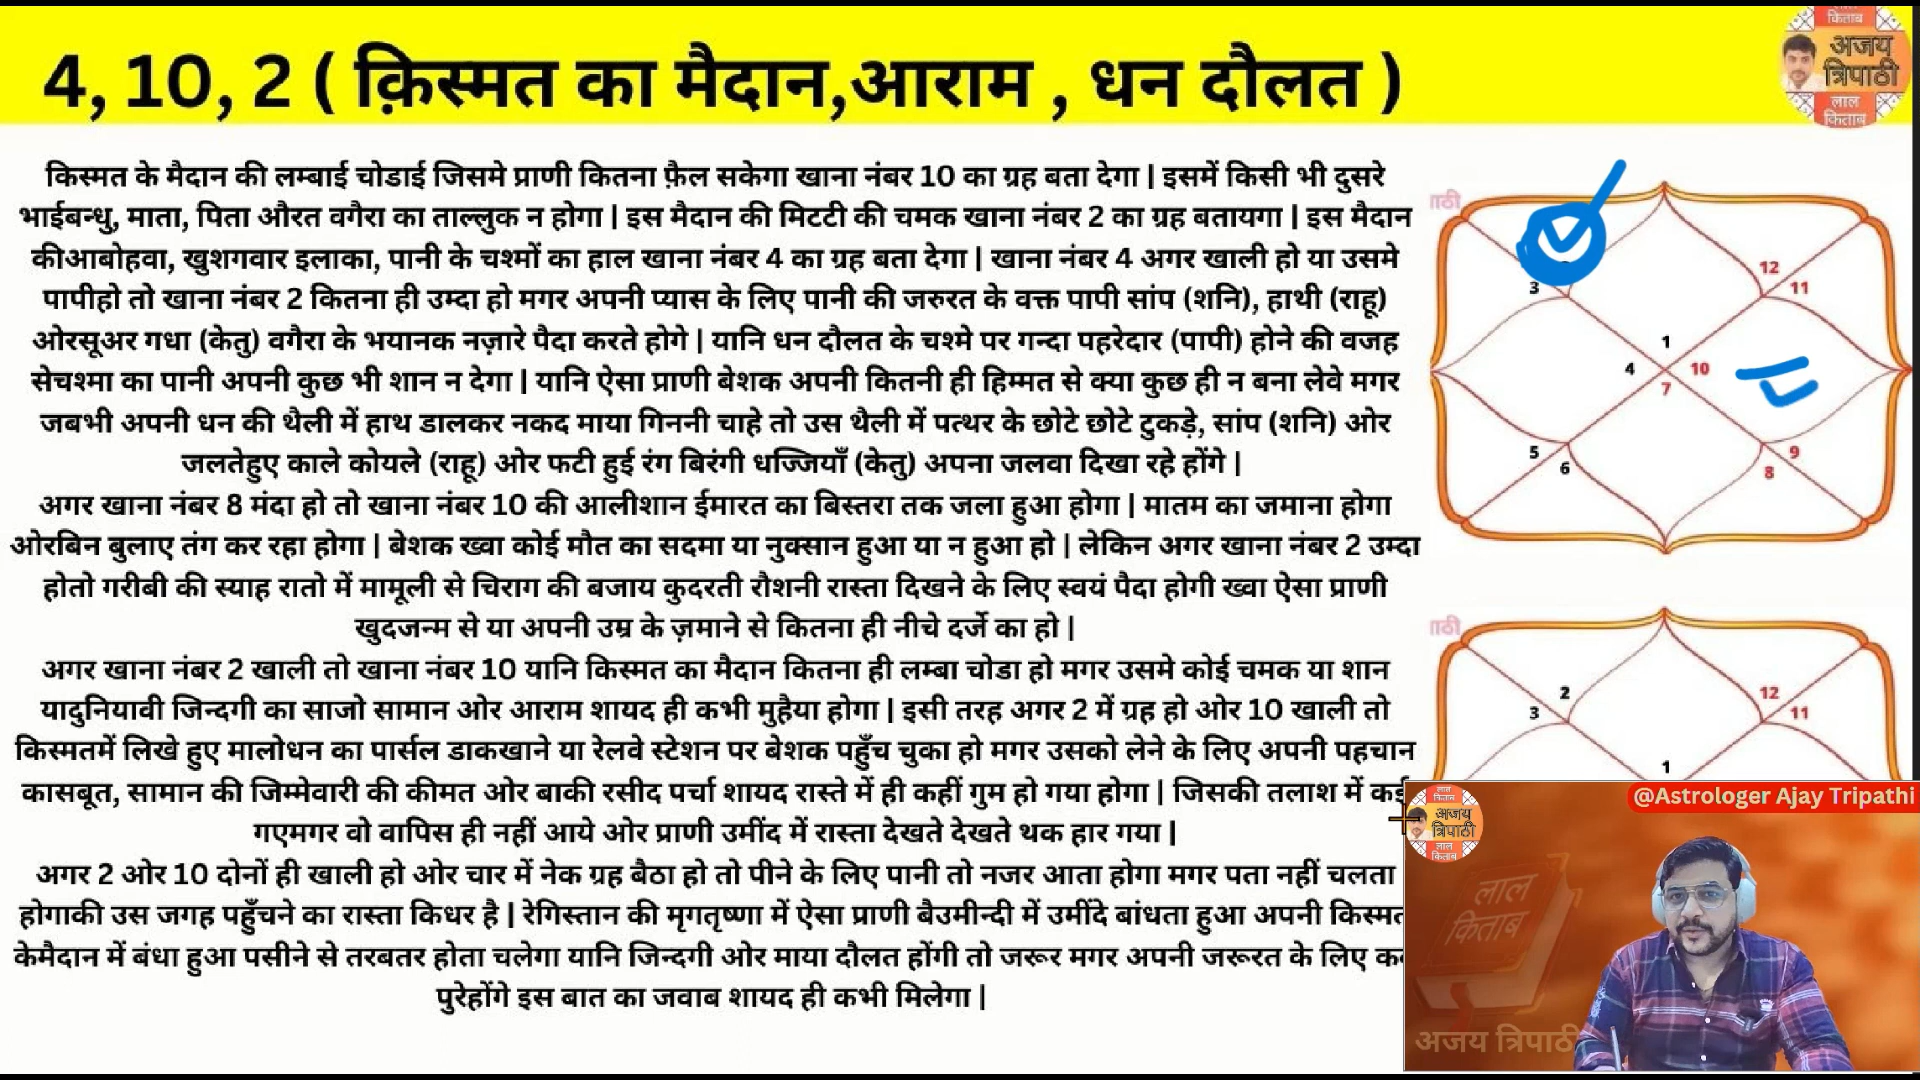 4, 10, 2 ( क़िस्मत का मैदान,आराम , धन दौलत )
लाल
किताब
अजय
त्रिपाठी
लाल
किताब
किस्मत के मैदान की लम्बाई चोडाई जिसमे प्राणी कितना फ़ैल सकेगा खाना नंबर 10 का ग्रह बता देगा | इसमें किसी भी दुसरे
भाईबन्धु, माता, पिता औरत वगैरा का ताल्लुक न होगा | इस मैदान की मिटटी की चमक खाना नंबर 2 का ग्रह बतायगा | इस मैदान
कीआबोहवा, खुशगवार इलाका, पानी के चश्मों का हाल खाना नंबर 4 का ग्रह बता देगा | खाना नंबर 4 अगर खाली हो या उसमे
पापीहो तो खाना नंबर 2 कितना ही उम्दा हो मगर अपनी प्यास के लिए पानी की जरुरत के वक्त पापी सांप (शनि), हाथी (राहू)
ओरसूअर गधा (केतु) वगैरा के भयानक नज़ारे पैदा करते होगे | यानि धन दौलत के चश्मे पर गन्दा पहरेदार (पापी) होने की वजह
सेचश्मा का पानी अपनी कुछ भी शान न देगा | यानि ऐसा प्राणी बेशक अपनी कितनी ही हिम्मत से क्या कुछ ही न बना लेवे मगर
जबभी अपनी धन की थैली में हाथ डालकर नकद माया गिननी चाहे तो उस थैली में पत्थर के छोटे छोटे टुकड़े, सांप (शनि) ओर
जलतेहुए काले कोयले (राहू) ओर फटी हुई रंग बिरंगी धज्जियाँ (केतु) अपना जलवा दिखा रहे होंगे |
अगर खाना नंबर 8 मंदा हो तो खाना नंबर 10 की आलीशान ईमारत का बिस्तरा तक जला हुआ होगा | मातम का जमाना होगा
ओरबिन बुलाए तंग कर रहा होगा | बेशक ख्वा कोई मौत का सदमा या नुक्सान हुआ या न हुआ हो | लेकिन अगर खाना नंबर 2 उम्दा
होतो गरीबी की स्याह रातो में मामूली से चिराग की बजाय कुदरती रौशनी रास्ता दिखने के लिए स्वयं पैदा होगी ख्वा ऐसा प्राणी
खुदजन्म से या अपनी उम्र के ज़माने से कितना ही नीचे दर्जे का हो |
अगर खाना नंबर 2 खाली तो खाना नंबर 10 यानि किस्मत का मैदान कितना ही लम्बा चोडा हो मगर उसमे कोई चमक या शान
यादुनियावी जिन्दगी का साजो सामान ओर आराम शायद ही कभी मुहैया होगा | इसी तरह अगर 2 में ग्रह हो ओर 10 खाली तो
किस्मतमें लिखे हुए मालोधन का पार्सल डाकखाने या रेलवे स्टेशन पर बेशक पहुँच चुका हो मगर उसको लेने के लिए अपनी पहचान
कासबूत, सामान की जिम्मेवारी की कीमत ओर बाकी रसीद पर्चा शायद रास्ते में ही कहीं गुम हो गया होगा | जिसकी तलाश में कई
गएमगर वो वापिस ही नहीं आये ओर प्राणी उमींद में रास्ता देखते देखते थक हार गया |
अगर 2 ओर 10 दोनों ही खाली हो ओर चार में नेक ग्रह बैठा हो तो पीने के लिए पानी तो नजर आता होगा मगर पता नहीं चलता
होगाकी उस जगह पहुँचने का रास्ता किधर है | रेगिस्तान की मृगतृष्णा में ऐसा प्राणी बैउमीन्दी में उमींदे बांधता हुआ अपनी किस्मत
केमैदान में बंधा हुआ पसीने से तरबतर होता चलेगा यानि जिन्दगी ओर माया दौलत होंगी तो जरूर मगर अपनी जरूरत के लिए
पुरेहोंगे इस बात का जवाब शायद ही कभी मिलेगा |
12
3 11
1
4 10
7
5 9
6 8
2 12
3 11
1
@Astrologer Ajay Tripathi
लाल
किताब
अजय
त्रिपाठी
लाल
किताब
लाल
किताब
अजय त्रिपाठी